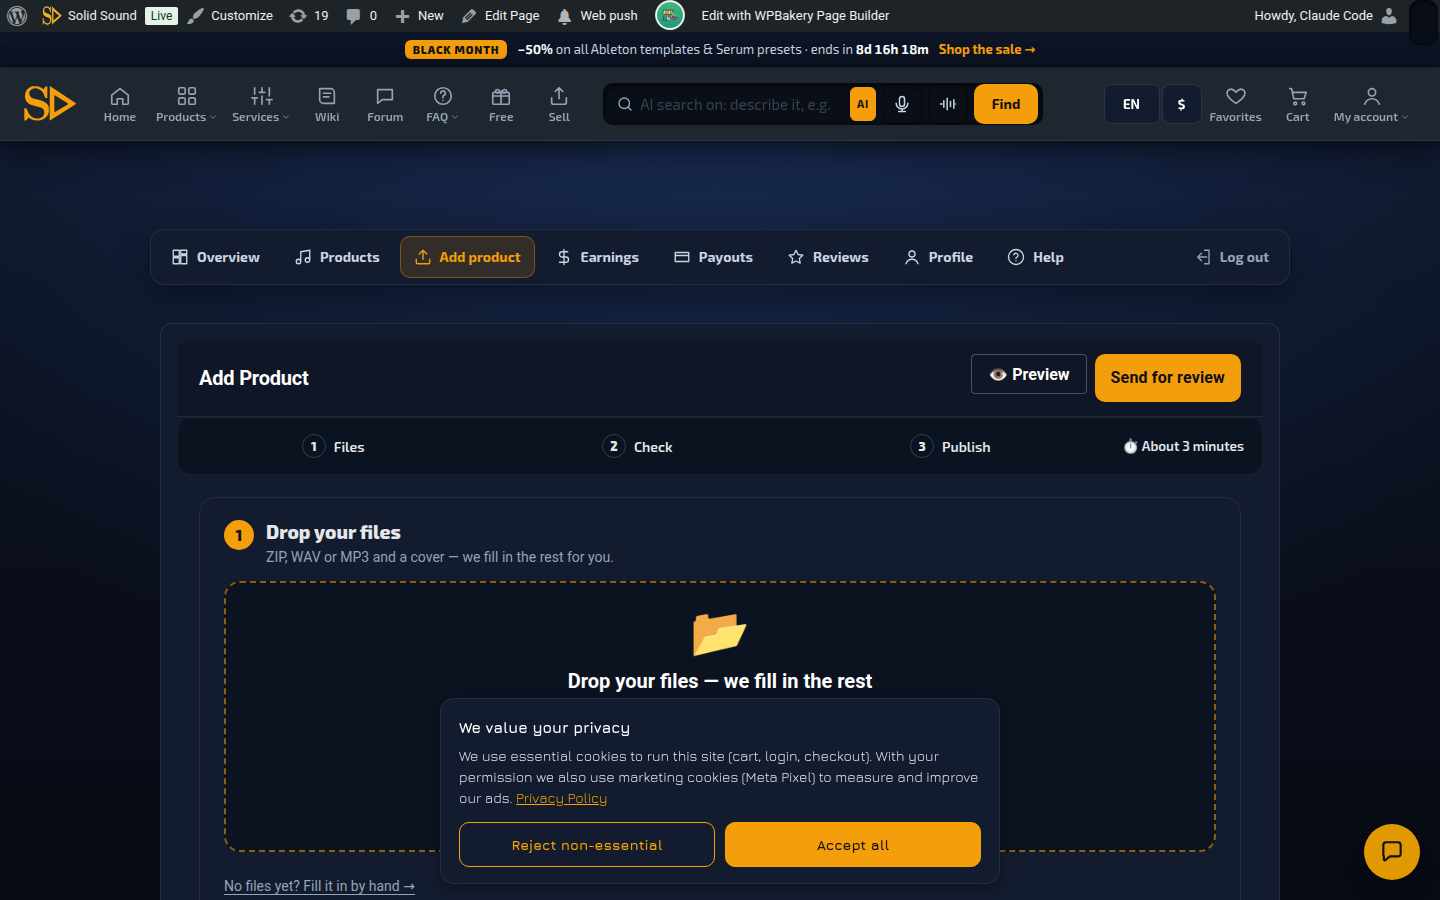 Solid Sound Live Customize 19 0 New Edit Page Web push Edit with WPBakery Page Builder Howdy, Claude Code
BLACK MONTH −50% on all Ableton templates & Serum presets · ends in 8d 16h 18m Shop the sale →
Home Products Services Wiki Forum FAQ Free Sell
AI search on: describe it, e.g. AI Find
EN $ Favorites Cart My account
Overview Products Add product Earnings Payouts Reviews Profile Help Log out
Add Product Preview Send for review
1 Files 2 Check 3 Publish About 3 minutes
1 Drop your files
ZIP, WAV or MP3 and a cover — we fill in the rest for you.
Drop your files — we fill in the rest
We value your privacy
We use essential cookies to run this site (cart, login, checkout). With your
permission we also use marketing cookies (Meta Pixel) to measure and improve
our ads. Privacy Policy
Reject non-essential Accept all
No files yet? Fill it in by hand →